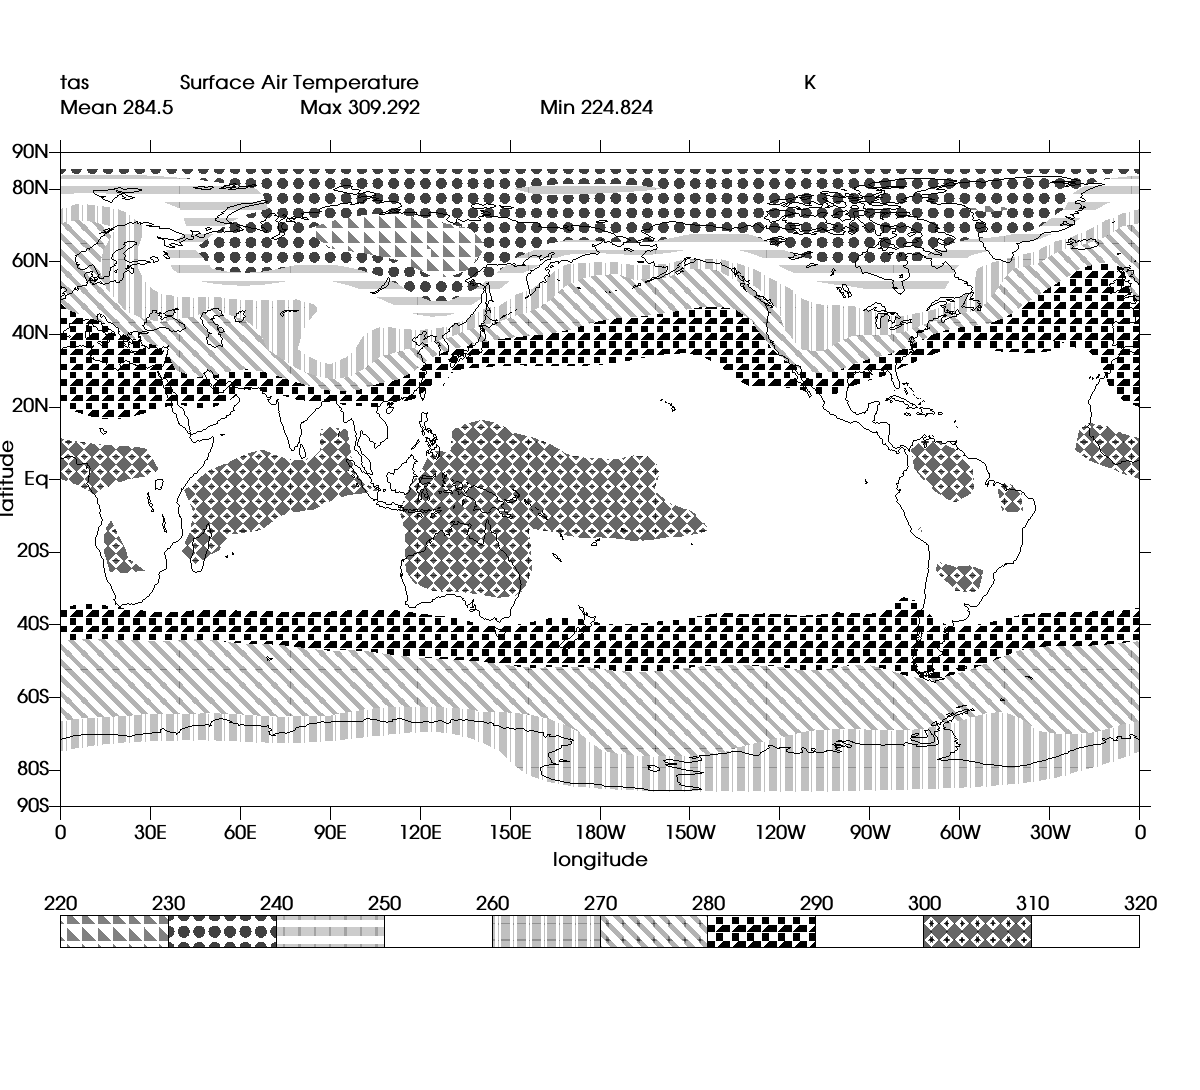 tas Surface Air Temperature K
Mean 284.5 Max 309.292 Min 224.824
90N
80N
60N
40N
20N
Eq
20S
40S
60S
80S
90S
latitude
0 30E 60E 90E 120E 150E 180W 150W 120W 90W 60W 30W 0
longitude
220 230 240 250 260 270 280 290 300 310 320